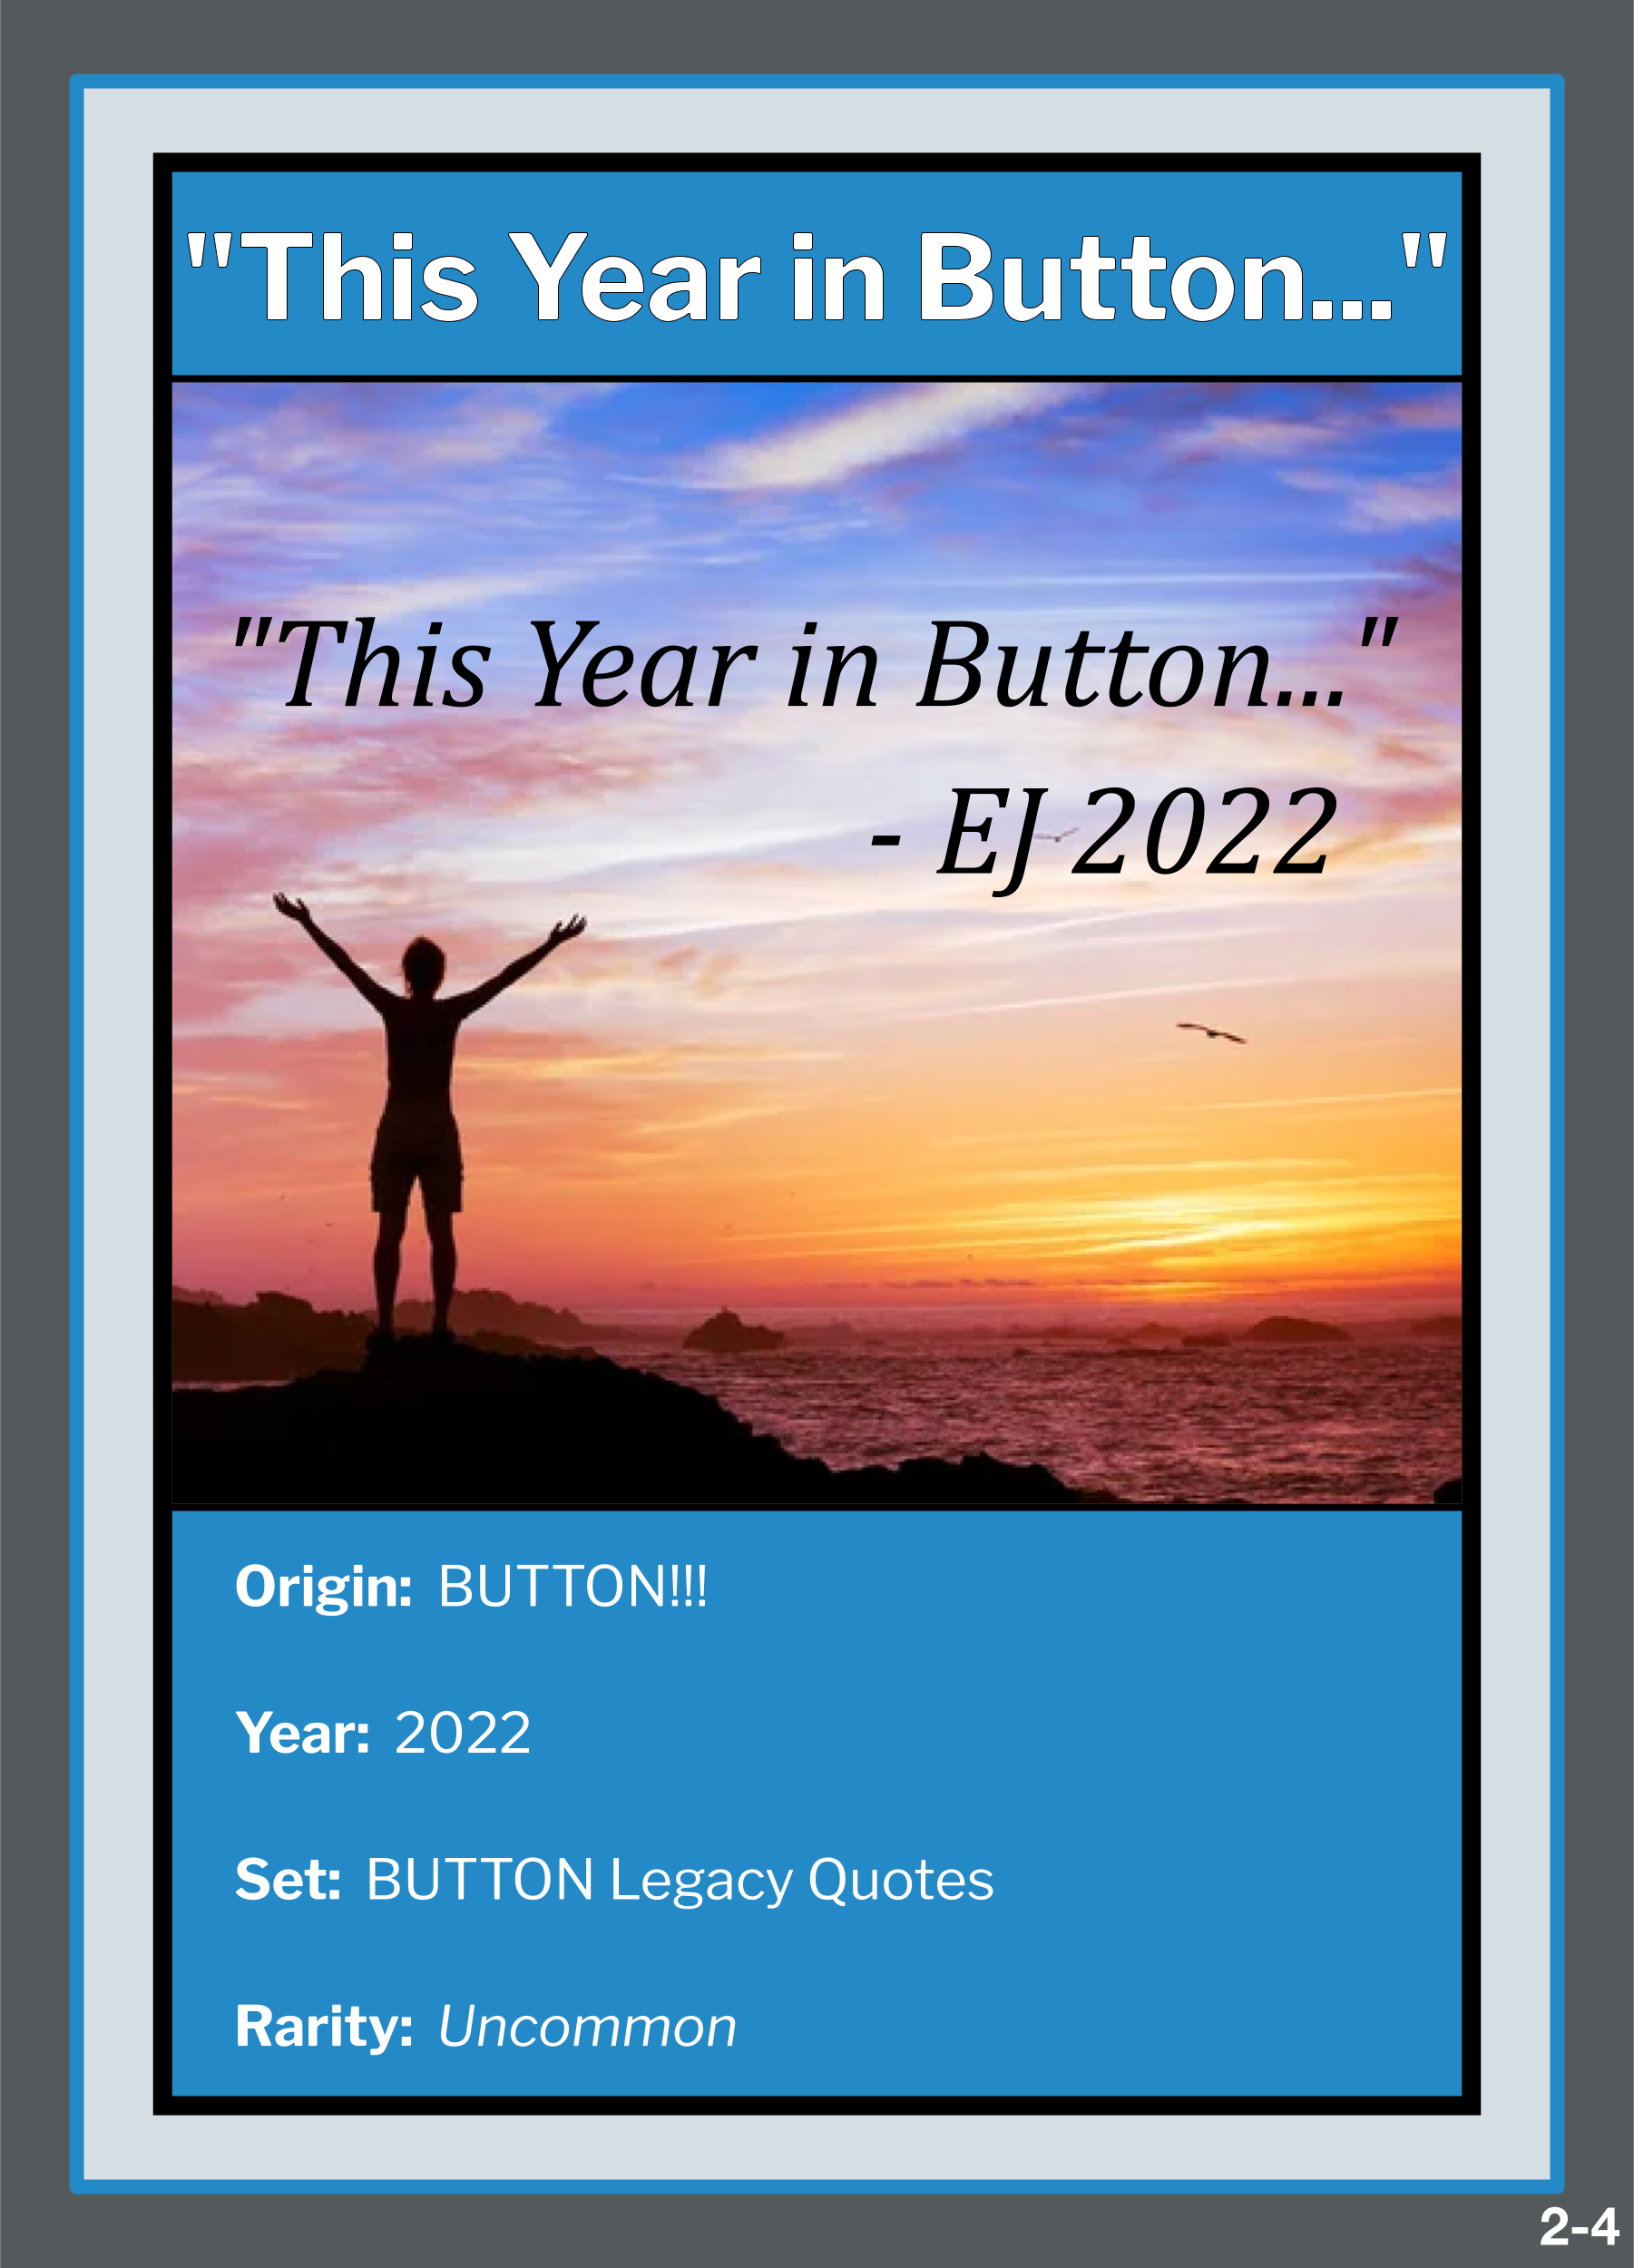 "This Year in Button..."
"This Year in Button..."
- EJ 2022
Origin: BUTTON!!!
Year: 2022
Set: BUTTON Legacy Quotes
Rarity: Uncommon
2-4